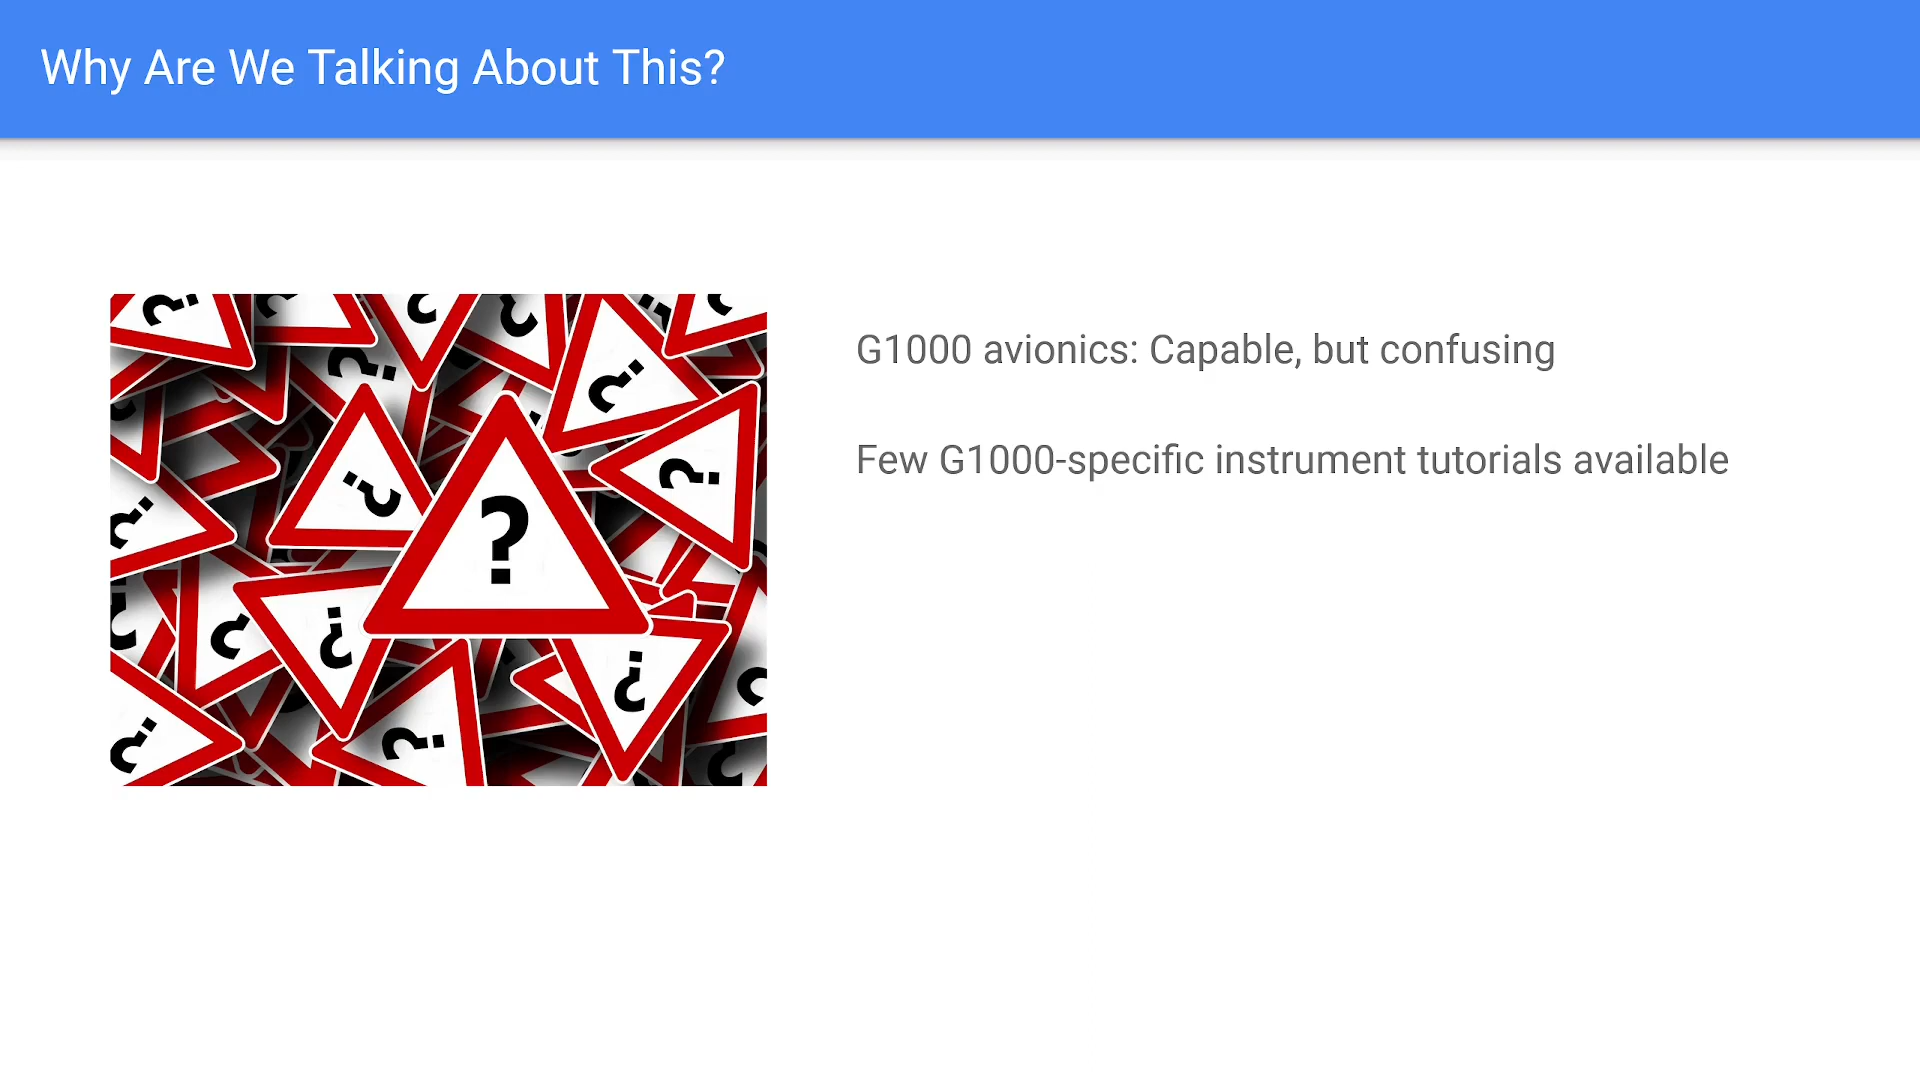 Why Are We Talking About This?
G1000 avionics: Capable, but confusing
Few G1000-specific instrument tutorials available
?